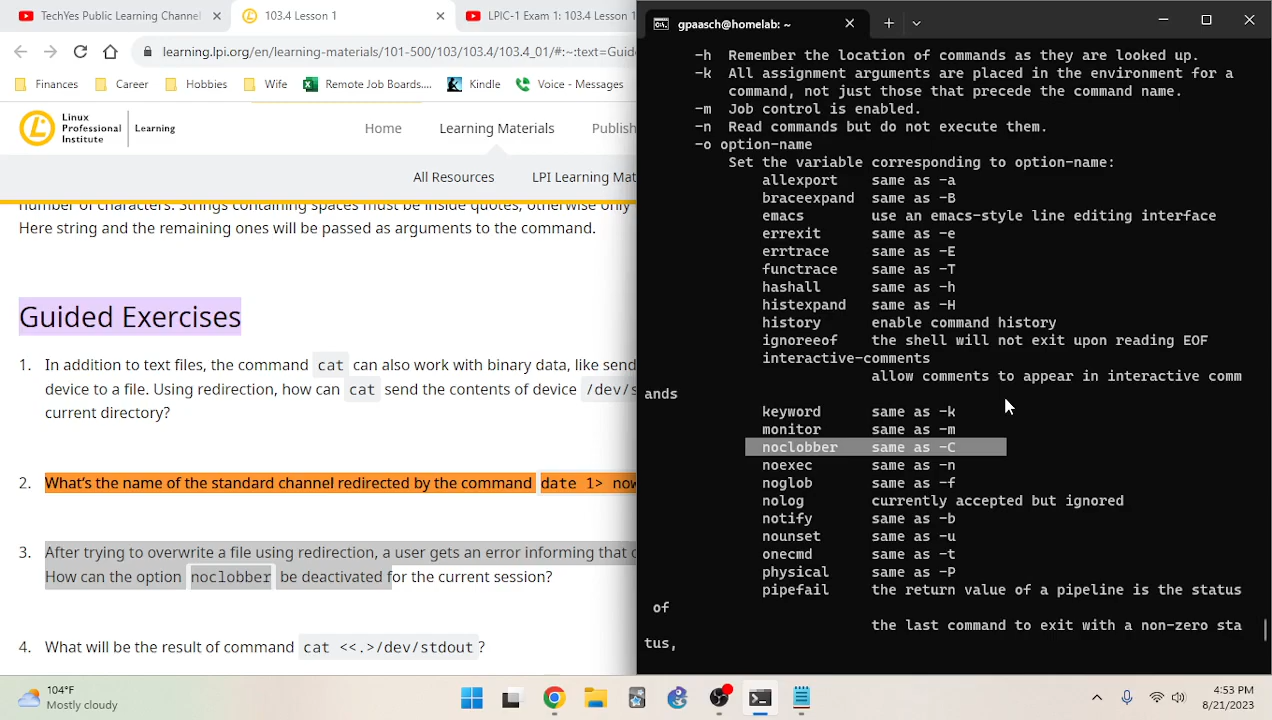 TechYes Public Learning Channel
103.4 Lesson 1
LPIC-1 Exam 1: 103.4 Lesson 1
learning.lpi.org/en/learning-materials/101-500/103/103.4/103.4_01/#:~:text=Guid
Finances
Career
Hobbies
Wife
Remote Job Boards....
Kindle
Voice - Messages
Linux
Professional
Institute
Learning
Home
Learning Materials
Publish
All Resources
LPI Learning Mat
number of characters. Strings containing spaces must be inside quotes, otherwise only
Here string and the remaining ones will be passed as arguments to the command.
Guided Exercises
1. In addition to text files, the command cat can also work with binary data, like send
device to a file. Using redirection, how can cat send the contents of device /dev/s
current directory?
2. What's the name of the standard channel redirected by the command date 1> now
3. After trying to overwrite a file using redirection, a user gets an error informing that
How can the option noclobber be deactivated for the current session?
4. What will be the result of command cat <<.>/dev/stdout?
gpaasch@homelab: ~
-h Remember the location of commands as they are looked up.
-k All assignment arguments are placed in the environment for a
command, not just those that precede the command name.
-m Job control is enabled.
-n Read commands but do not execute them.
-o option-name
Set the variable corresponding to option-name:
allexport same as -a
braceexpand same as -B
emacs use an emacs-style line editing interface
errexit same as -e
errtrace same as -E
functrace same as -T
hashall same as -h
histexpand same as -H
history enable command history
ignoreeof the shell will not exit upon reading EOF
interactive-comments
allow comments to appear in interactive comm
ands
keyword same as -k
monitor same as -m
noclobber same as -C
noexec same as -n
noglob same as -f
nolog currently accepted but ignored
notify same as -b
nounset same as -u
onecmd same as -t
physical same as -P
pipefail the return value of a pipeline is the status
of
the last command to exit with a non-zero sta
tus,
104°F
Mostly cloudy
4:53 PM
8/21/2023